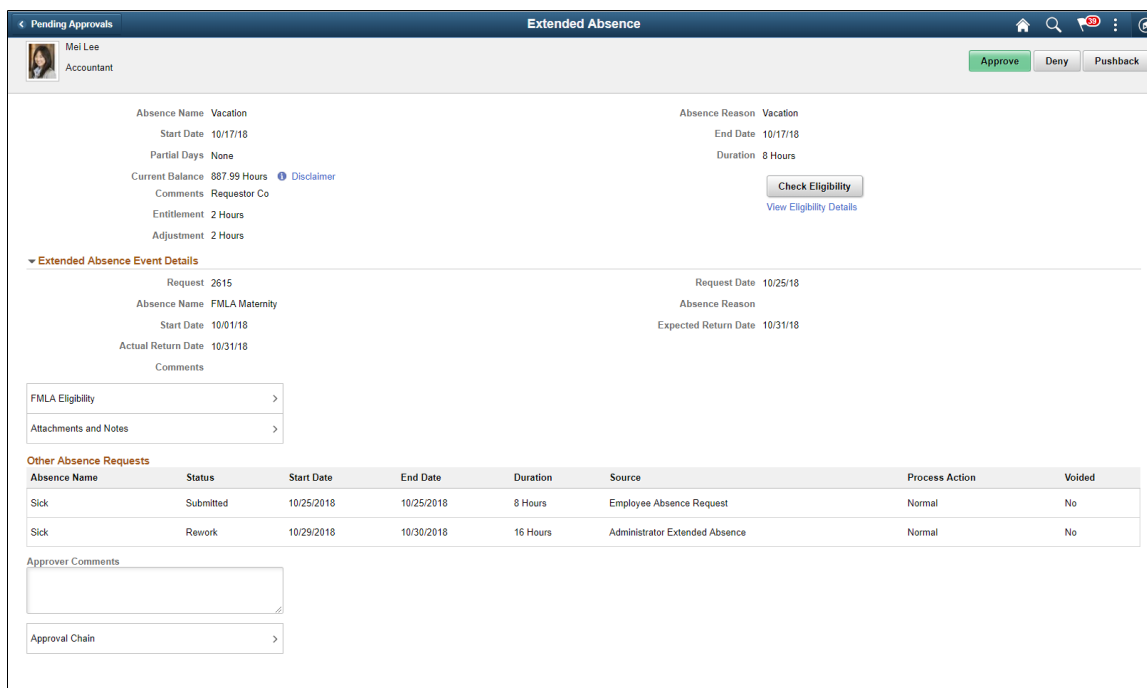 Pending Approvals
Extended Absence
39
Mei Lee
Accountant
Approve Deny Pushback
Absence Name Vacation Absence Reason Vacation
Start Date 10/17/18 End Date 10/17/18
Partial Days None Duration 8 Hours
Current Balance 887.99 Hours Disclaimer
Check Eligibility
Comments Requestor Co
View Eligibility Details
Entitlement 2 Hours
Adjustment 2 Hours
Extended Absence Event Details
Request 2615 Request Date 10/25/18
Absence Name FMLA Maternity Absence Reason
Start Date 10/01/18 Expected Return Date 10/31/18
Actual Return Date 10/31/18
Comments
FMLA Eligibility
Attachments and Notes
Other Absence Requests
Absence Name Status Start Date End Date Duration Source Process Action Voided
Sick Submitted 10/25/2018 10/25/2018 8 Hours Employee Absence Request Normal No
Sick Rework 10/29/2018 10/30/2018 16 Hours Administrator Extended Absence Normal No
Approver Comments
Approval Chain